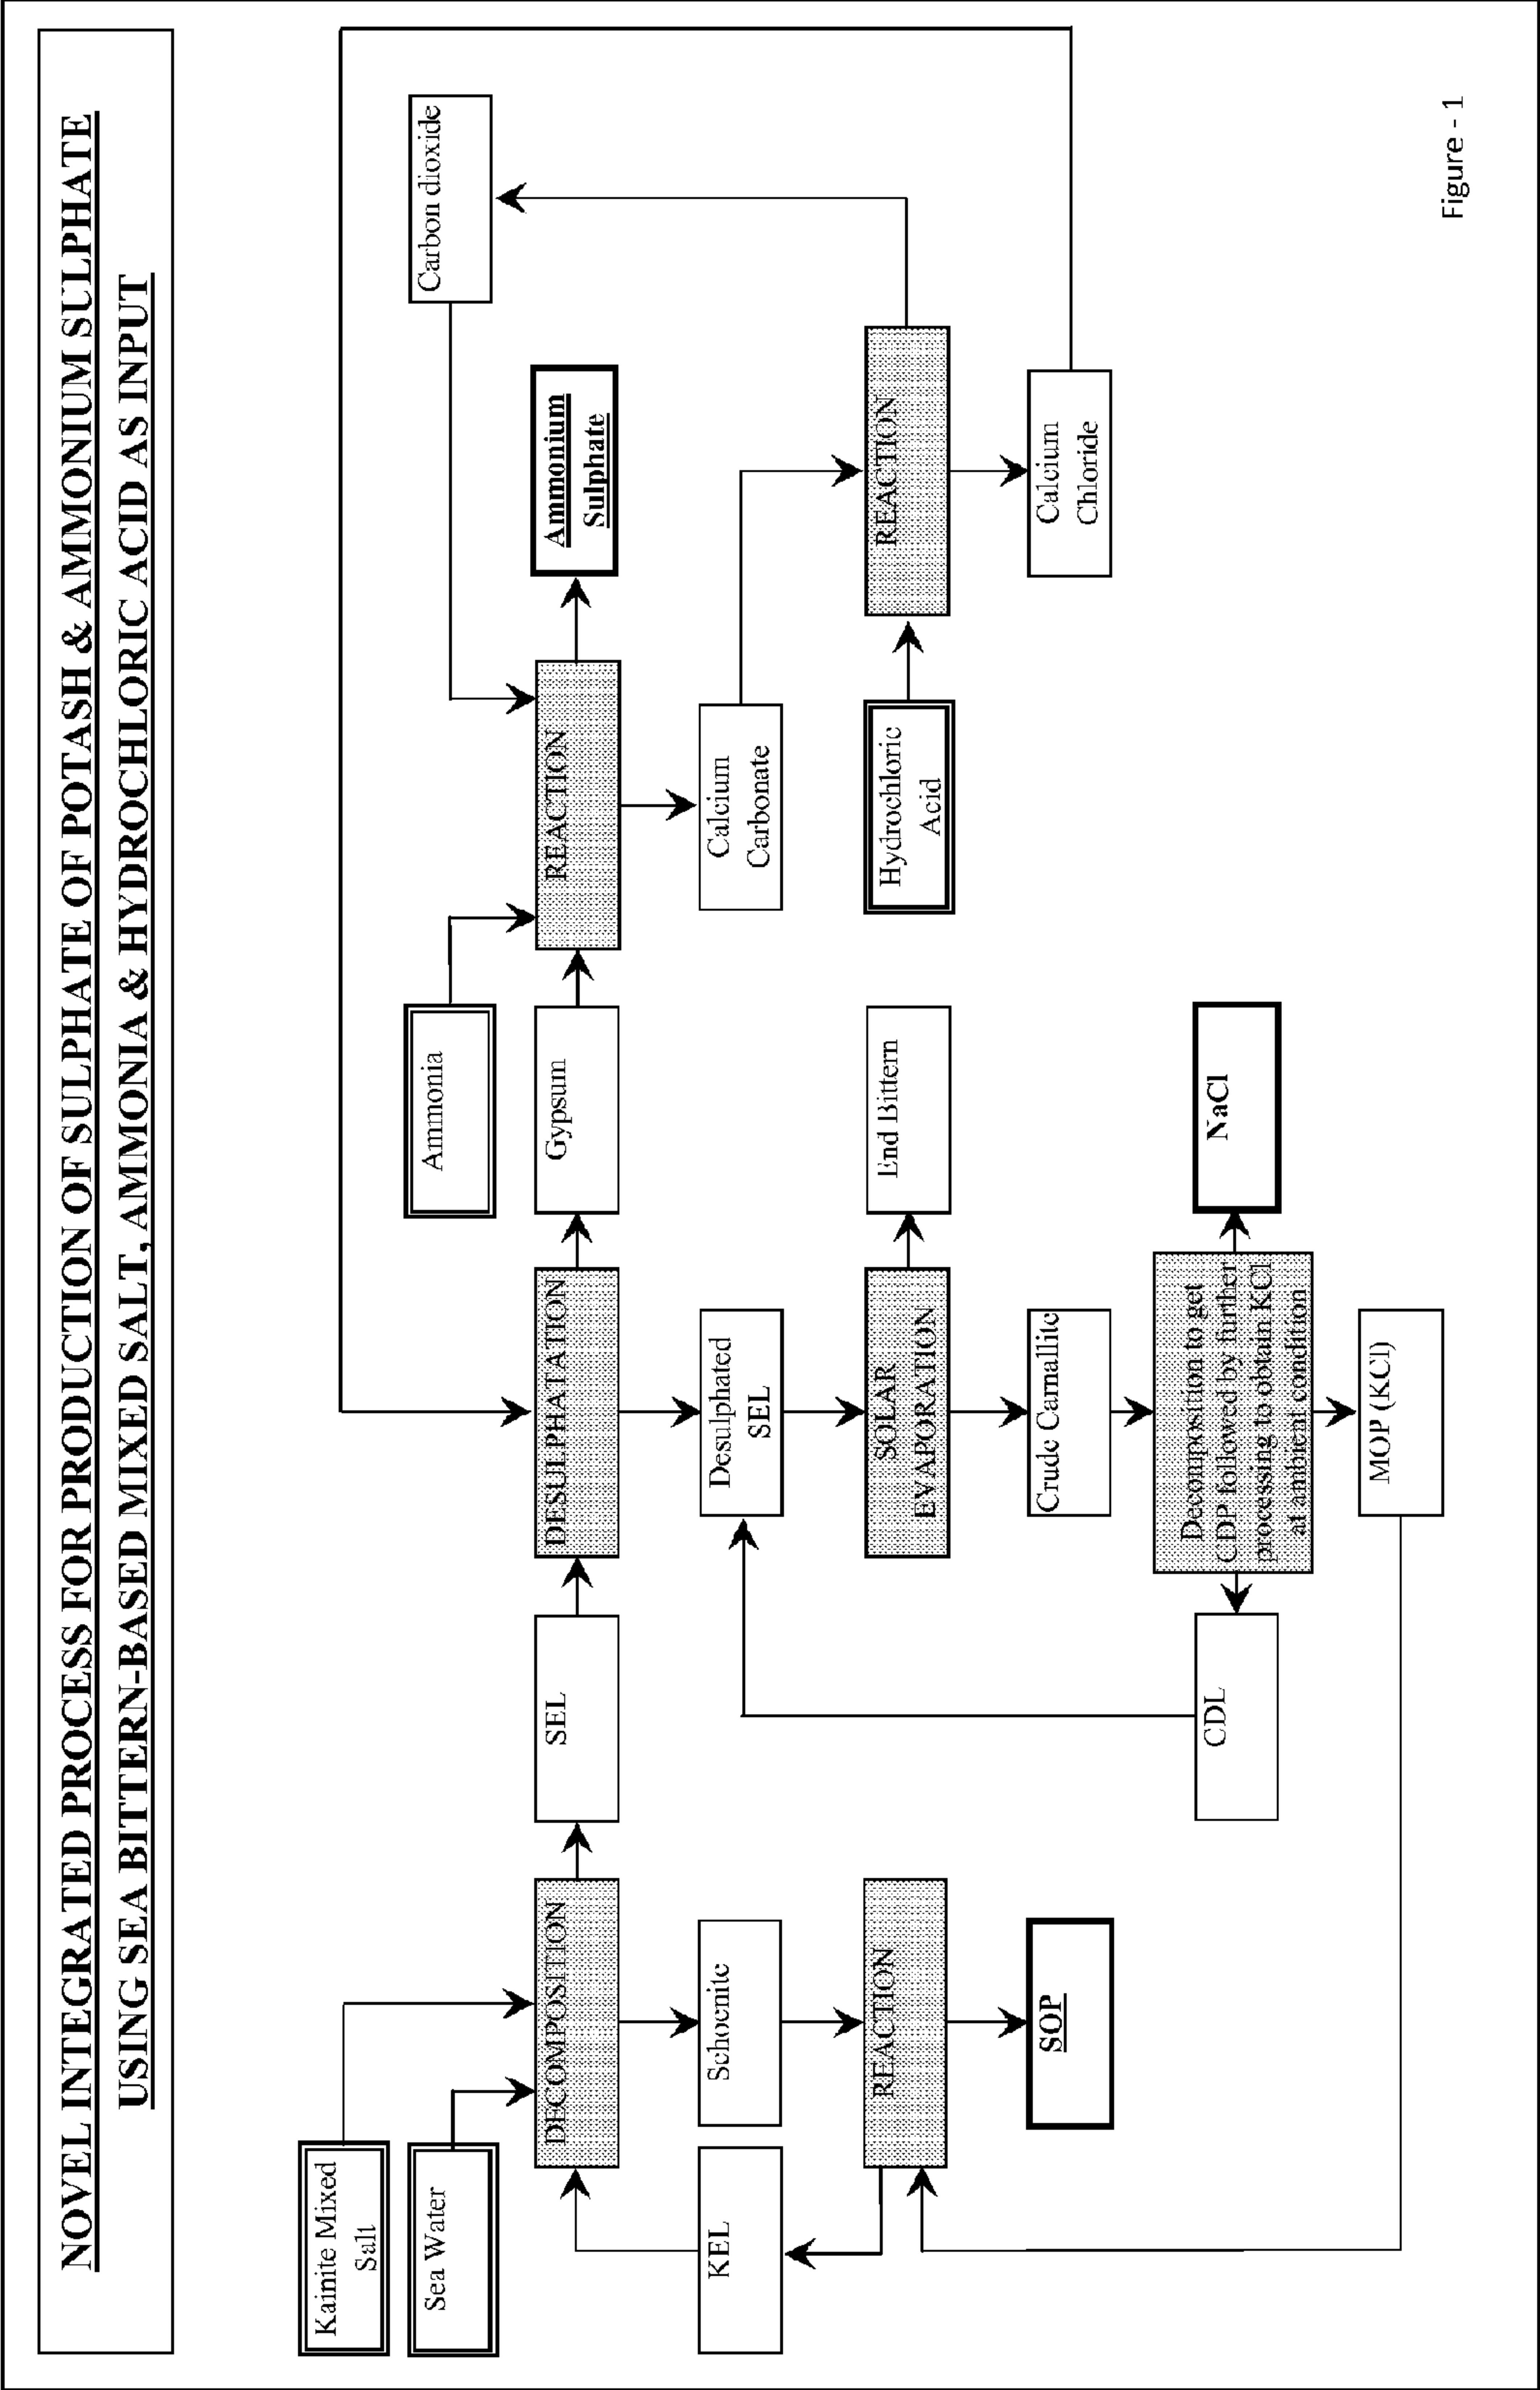 NOVEL INTEGRATED PROCESS FOR PRODUCTION OF SULPHATE OF POTASH & AMMONIUM SULPHATE
USING SEA BITTERN-BASED MIXED SALT, AMMONIA & HYDROCHLORIC ACID AS INPUT
Kainite Mixed
Salt
Sea Water
Ammonia
Carbon dioxide
DECOMPOSITION
SEL
DESULPHATATION
Gypsum
REACTION
Ammonium
Sulphate
KEL
Schoenite
Desulphated
SEL
Calcium
Carbonate
REACTION
SOLAR
EVAPORATION
End Bittern
Hydrochloric
Acid
REACTION
SOP
Crude Carnallite
Calcium
Chloride
CDL
Decomposition to get
CDP followed by further
processing to obtain KCl
at ambient condition
NaCl
MOP (KCl)
Figure - 1